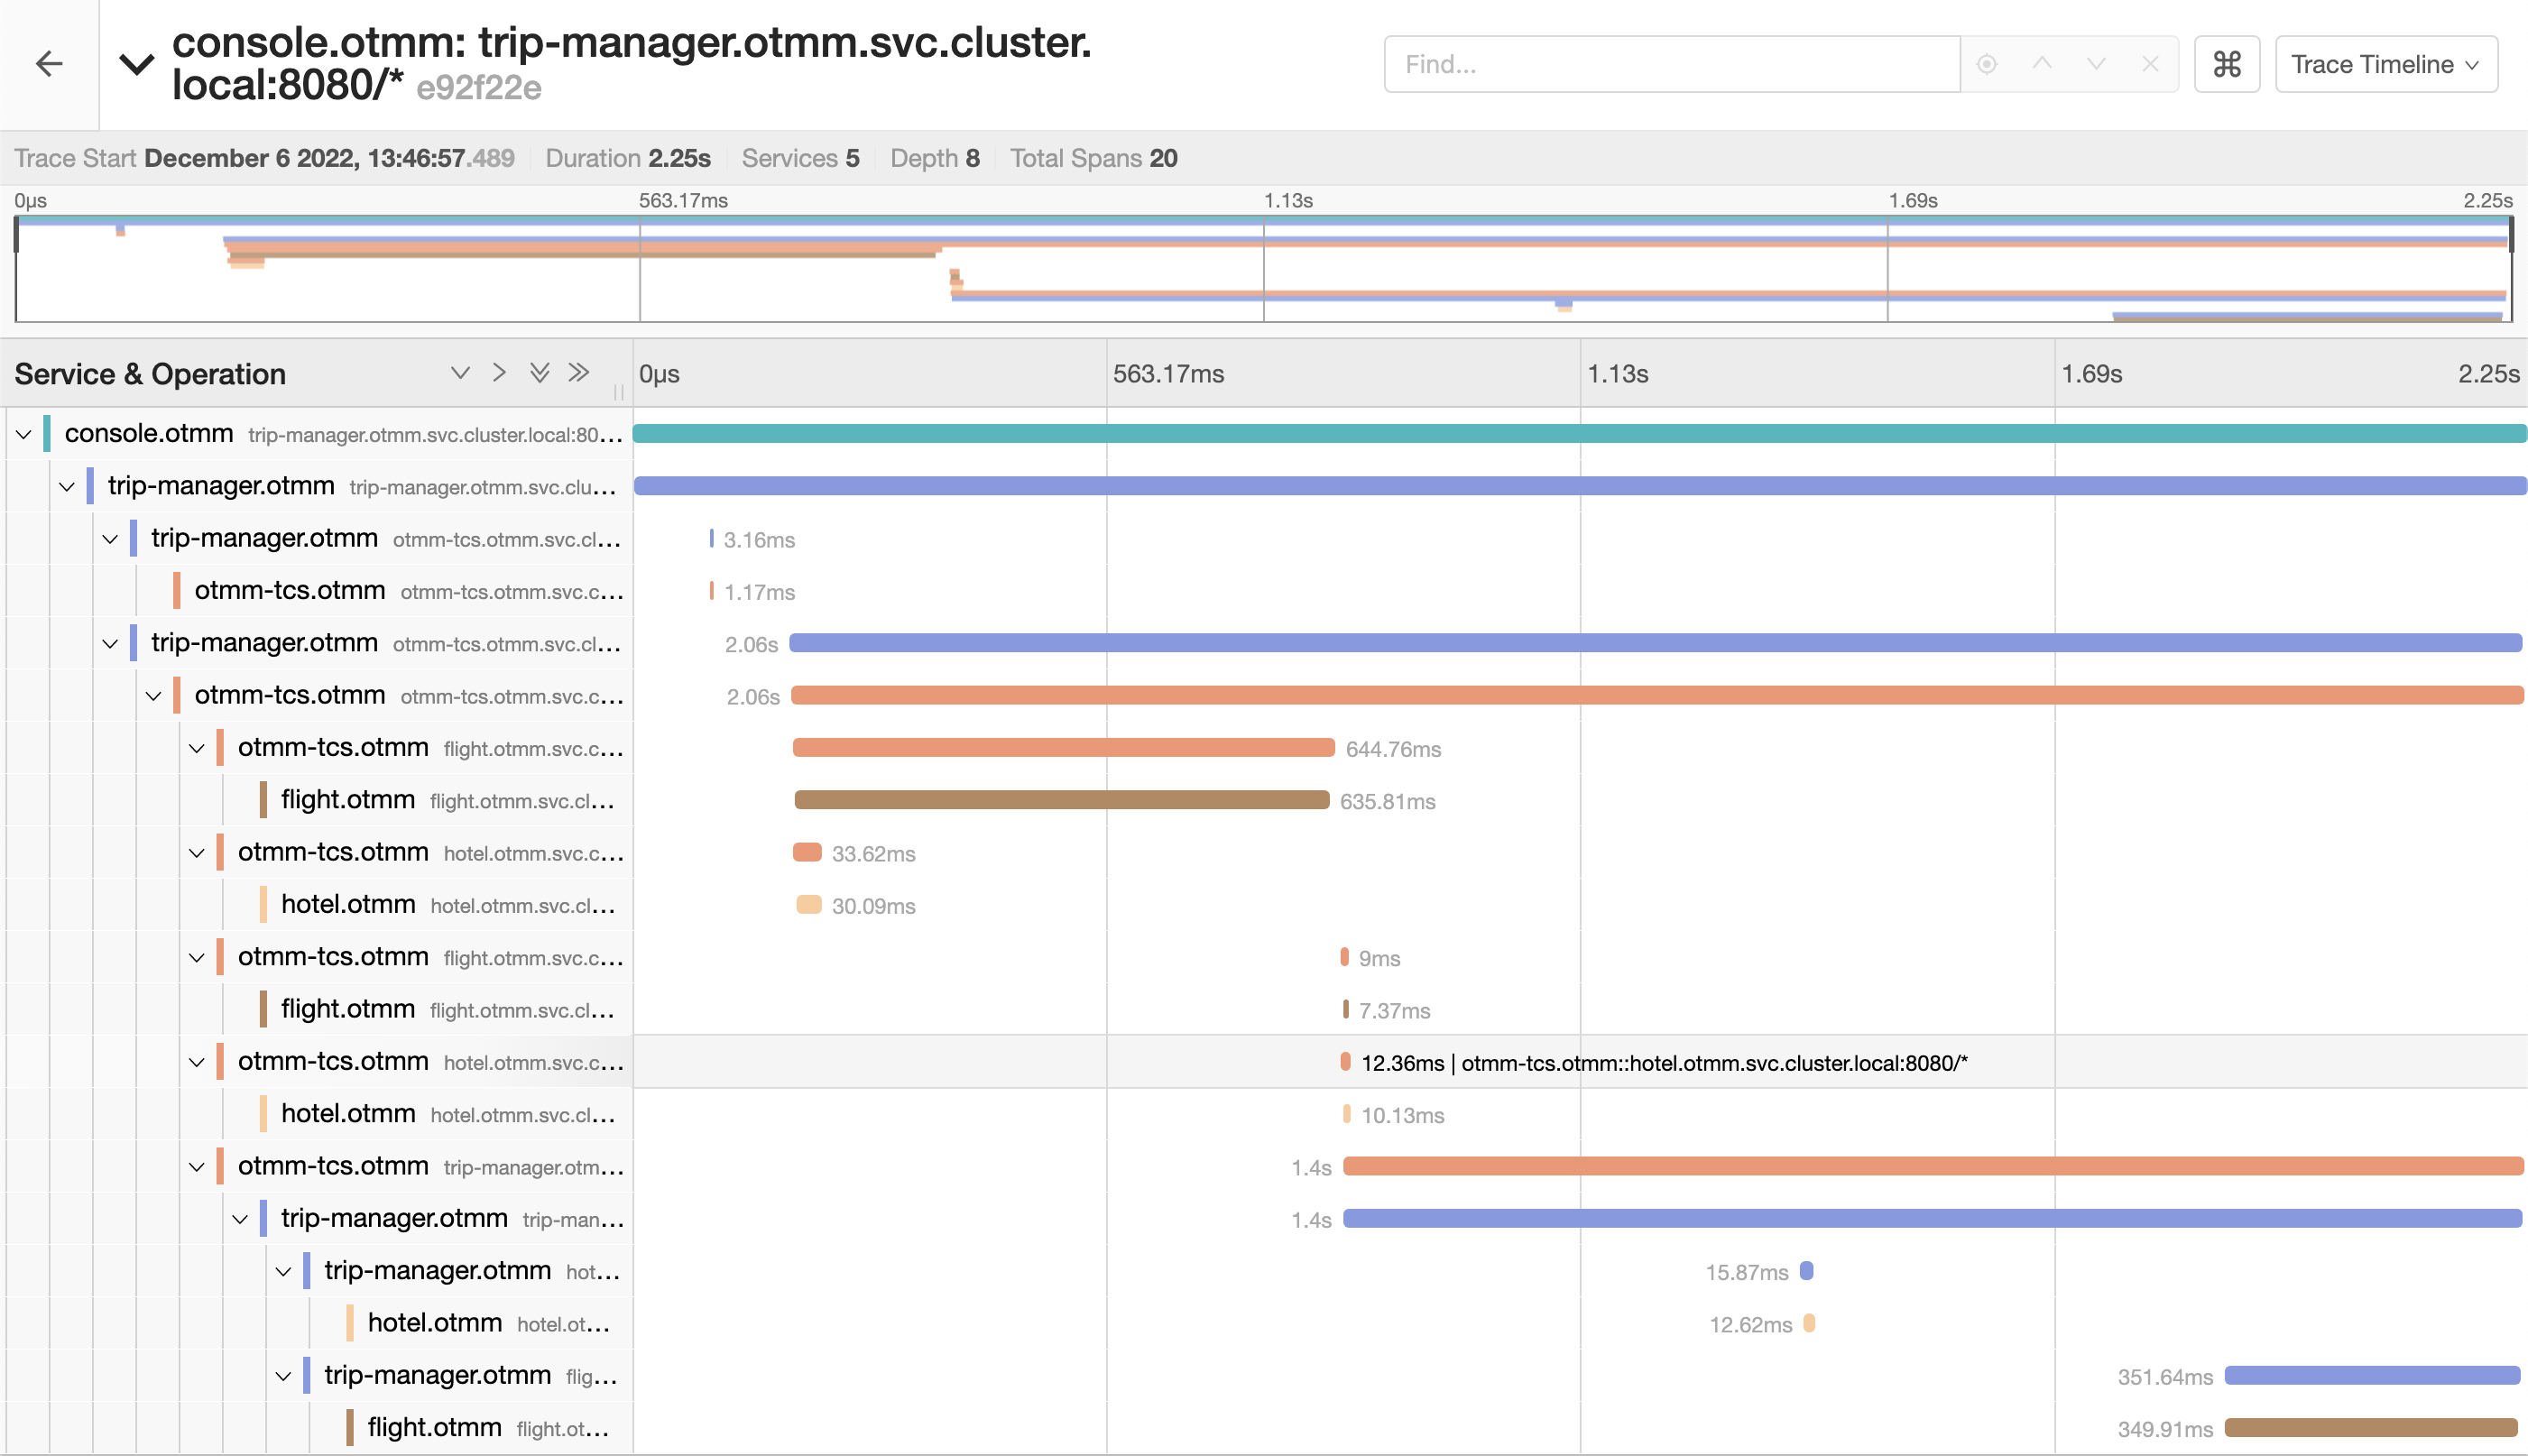 console.otmm: trip-manager.otmm.svc.cluster.
local:8080/* e92f22e
Find...
Trace Timeline
Trace Start December 6 2022, 13:46:57.489 Duration 2.25s Services 5 Depth 8 Total Spans 20
0μs 563.17ms 1.13s 1.69s 2.25s
Service & Operation 0μs 563.17ms 1.13s 1.69s 2.25s
console.otmm trip-manager.otmm.svc.cluster.local:80...
trip-manager.otmm trip-manager.otmm.svc.clu...
trip-manager.otmm otmm-tcs.otmm.svc.cl... 3.16ms
otmm-tcs.otmm otmm-tcs.otmm.svc.c... 1.17ms
trip-manager.otmm otmm-tcs.otmm.svc.cl... 2.06s
otmm-tcs.otmm otmm-tcs.otmm.svc.c... 2.06s
otmm-tcs.otmm flight.otmm.svc.c... 644.76ms
flight.otmm flight.otmm.svc.cl... 635.81ms
otmm-tcs.otmm hotel.otmm.svc.c... 33.62ms
hotel.otmm hotel.otmm.svc.cl... 30.09ms
otmm-tcs.otmm flight.otmm.svc.c... 9ms
flight.otmm flight.otmm.svc.cl... 7.37ms
otmm-tcs.otmm hotel.otmm.svc.c... 12.36ms | otmm-tcs.otmm::hotel.otmm.svc.cluster.local:8080/*
hotel.otmm hotel.otmm.svc.cl... 10.13ms
otmm-tcs.otmm trip-manager.otm... 1.4s
trip-manager.otmm trip-man... 1.4s
trip-manager.otmm hot... 15.87ms
hotel.otmm hotel.ot... 12.62ms
trip-manager.otmm flig... 351.64ms
flight.otmm flight.ot... 349.91ms